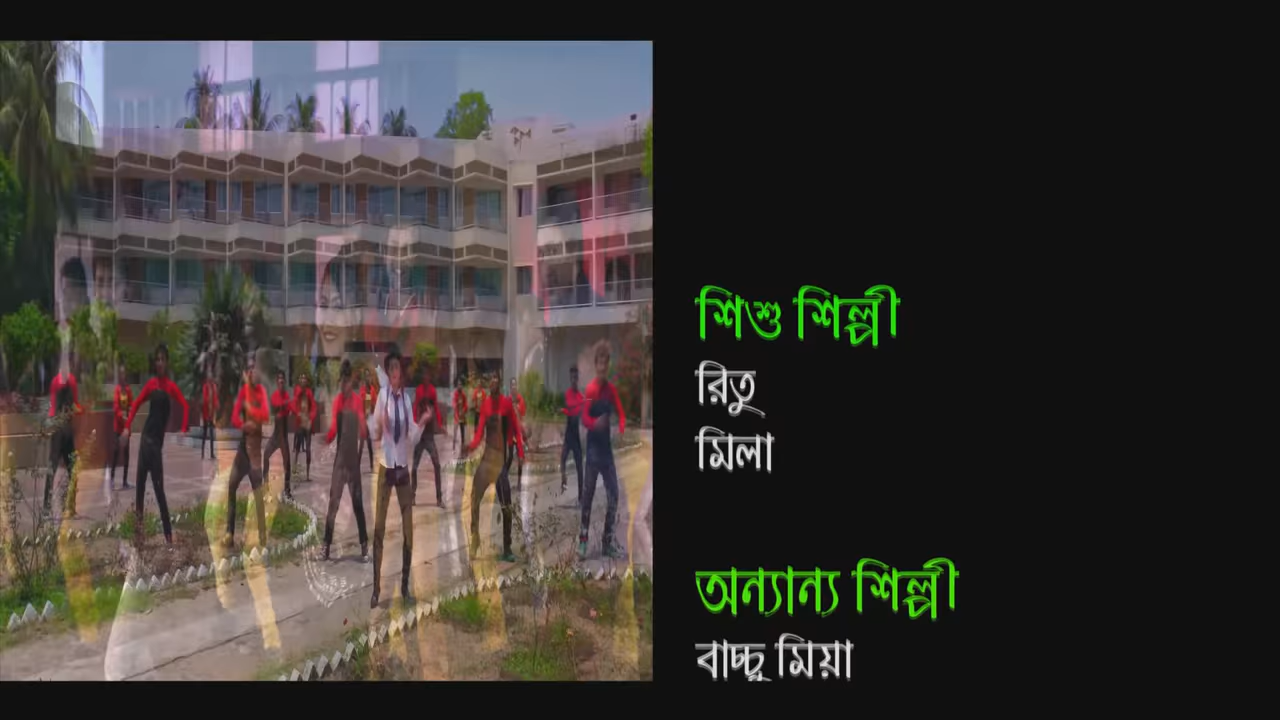 শিশু শিল্পী
রিতু
মিলা
অন্যান্য শিল্পী
বাচ্চু মিয়া